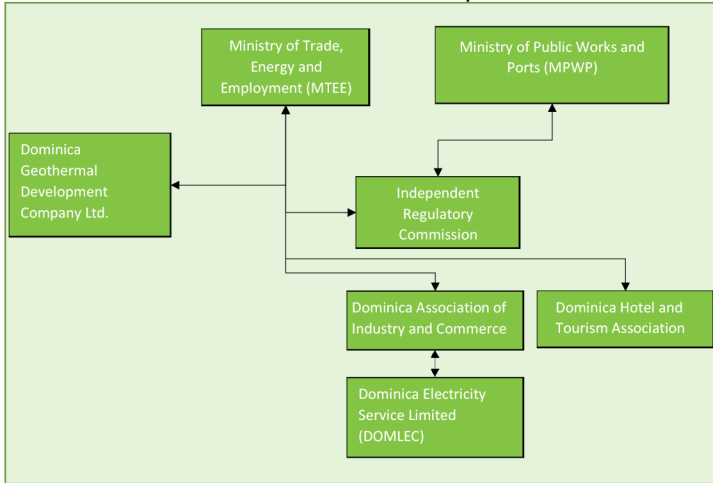 Ministry of Trade,
Energy and
Employment (MTEE)
Ministry of Public Works and
Ports (MPWP)
Dominica
Geothermal
Development
Company Ltd.
Independent
Regulatory
Commission
Dominica Association of
Industry and Commerce
Dominica Hotel and
Tourism Association
Dominica Electricity
Service Limited
(DOMLEC)